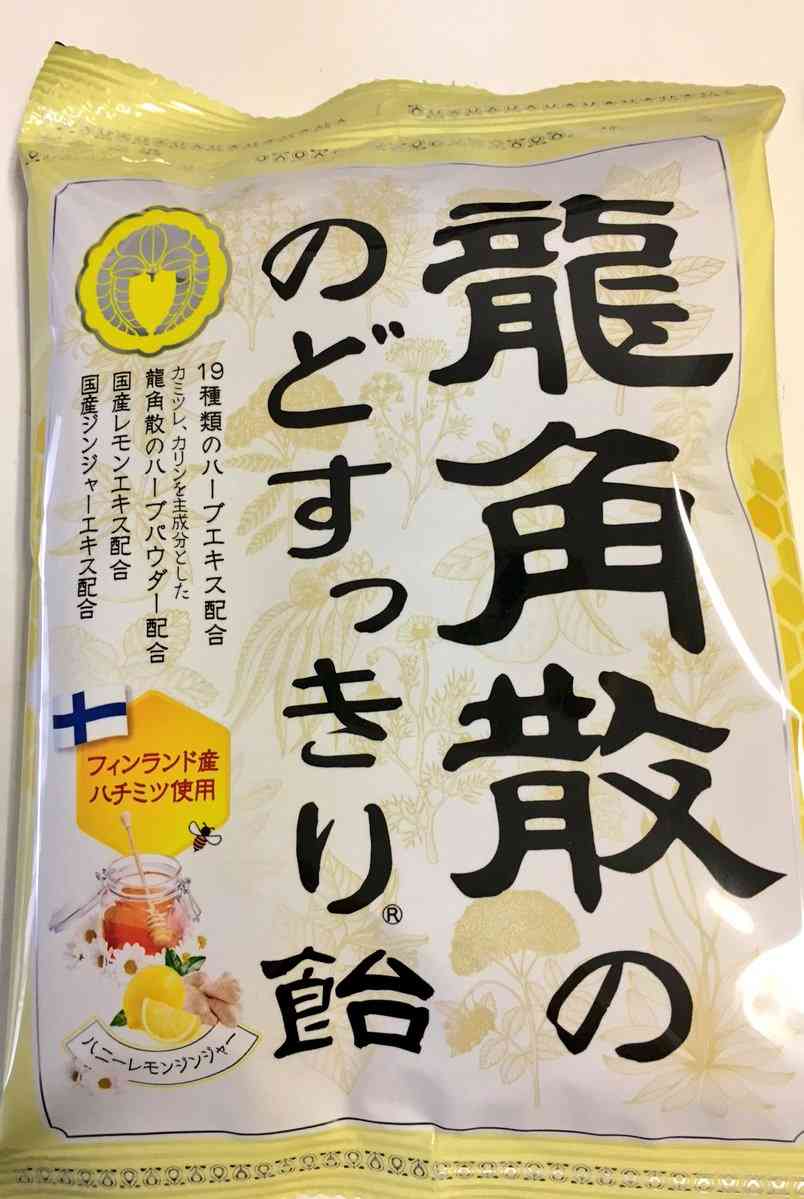 龍角散の
のどすっきり®飴
19種類のハーブエキス配合
カミツレ、カリンを主成分とした
龍角散のハーブパウダー配合
国産レモンエキス配合
国産ジンジャーエキス配合
フィンランド産
ハチミツ使用
ハニーレモンジンジャー